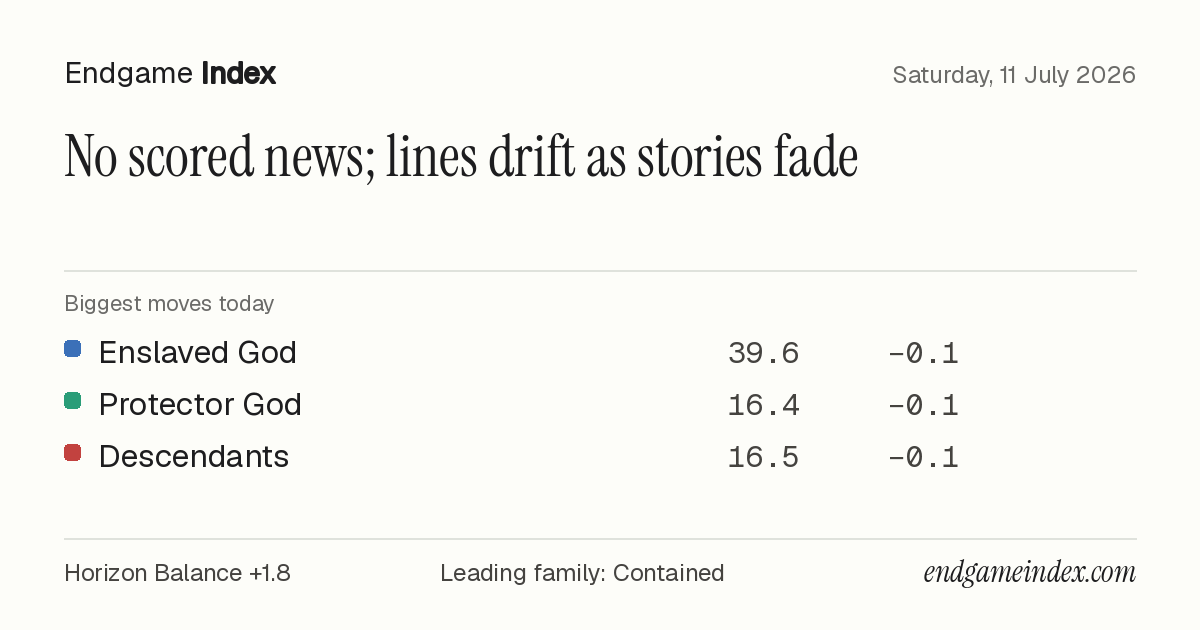 Endgame Index
Saturday, 11 July 2026
No scored news; lines drift as stories fade
Biggest moves today
Enslaved God 39.6 −0.1
Protector God 16.4 −0.1
Descendants 16.5 −0.1
Horizon Balance +1.8
Leading family: Contained
endgameindex.com